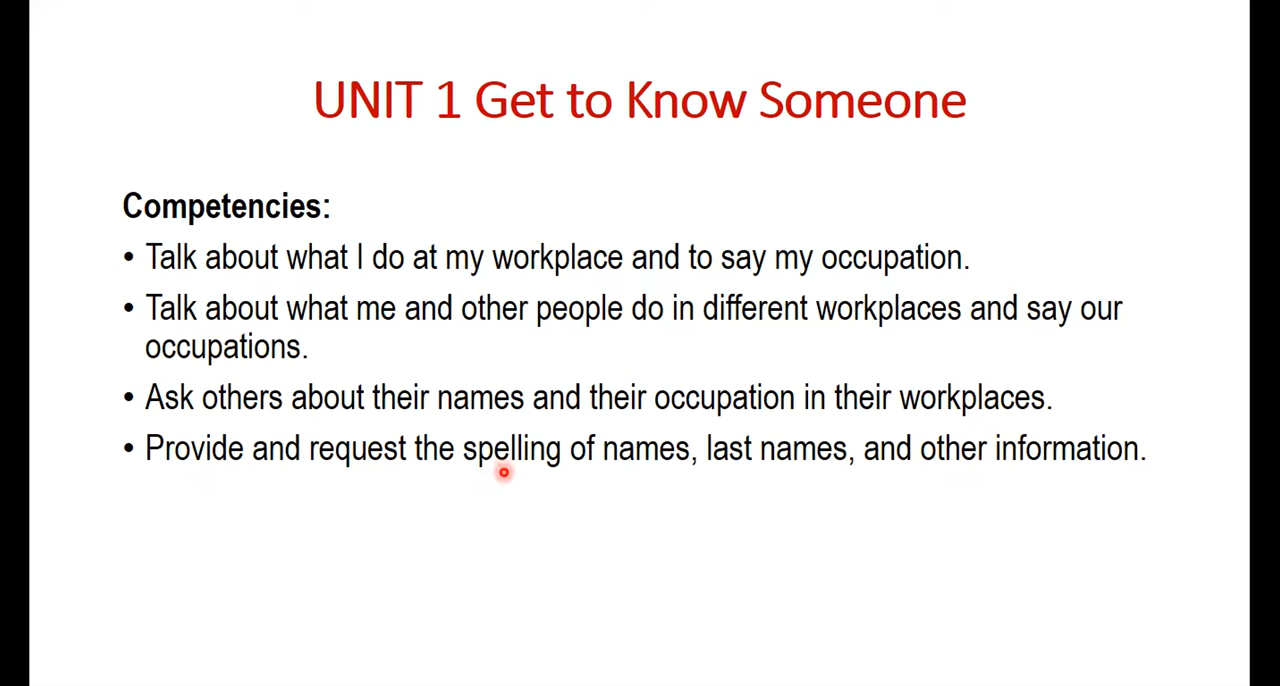 UNIT 1 Get to Know Someone
Competencies:
• Talk about what I do at my workplace and to say my occupation.
• Talk about what me and other people do in different workplaces and say our
occupations.
• Ask others about their names and their occupation in their workplaces.
• Provide and request the spelling of names, last names, and other information.